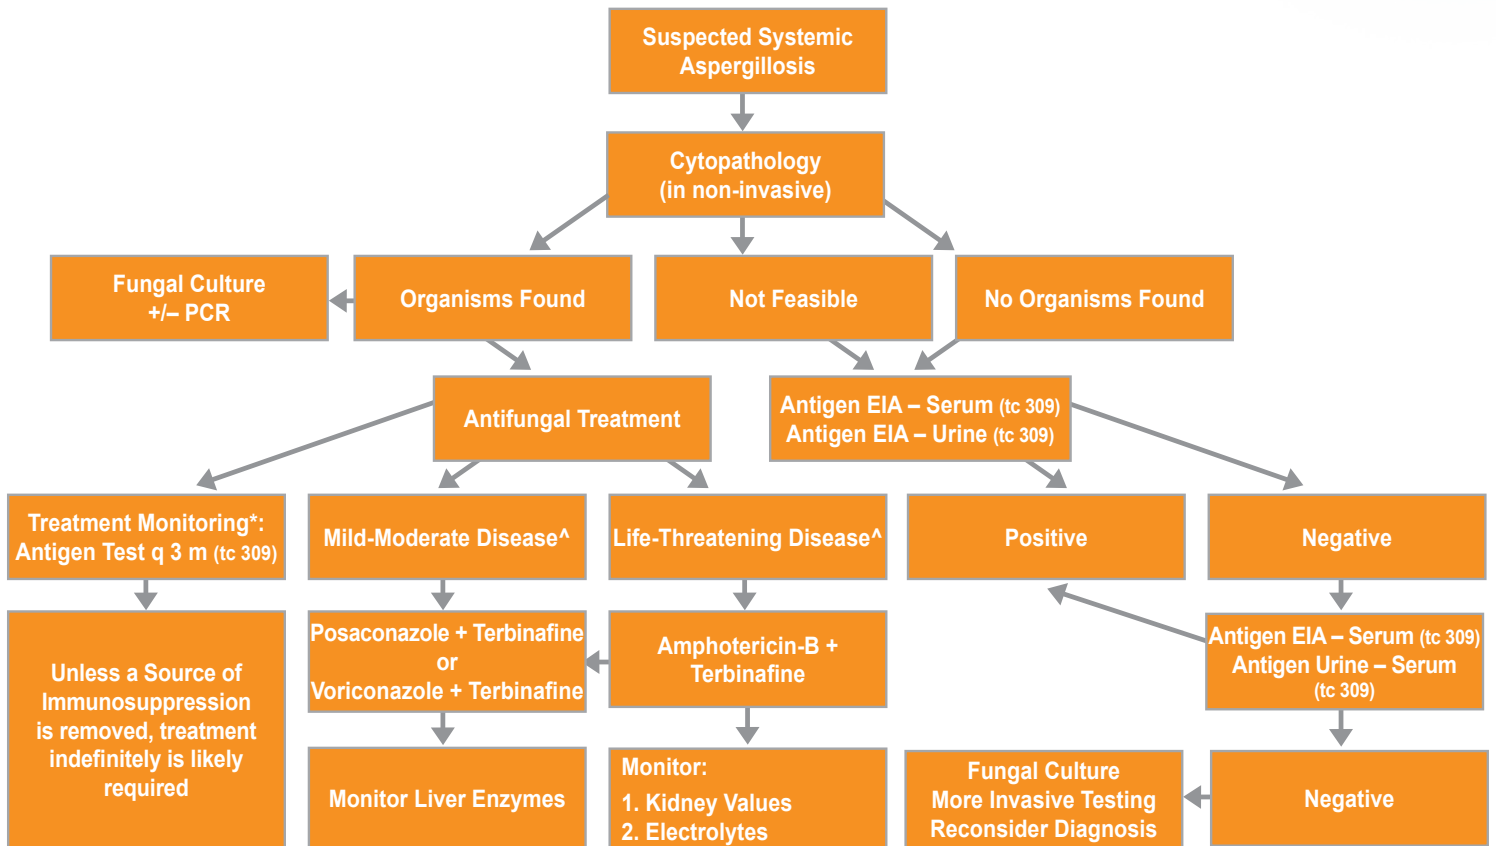 Suspected Systemic
Aspergillosis
Cytopathology
(in non-invasive)
Fungal Culture
+/– PCR
Organisms Found
Not Feasible
No Organisms Found
Antifungal Treatment
Antigen EIA – Serum (tc 309)
Antigen EIA – Urine (tc 309)
Treatment Monitoring*:
Antigen Test q 3 m (tc 309)
Mild-Moderate Disease^
Life-Threatening Disease^
Positive
Negative
Unless a Source of
Immunosuppression
is removed, treatment
indefinitely is likely
required
Posaconazole + Terbinafine
or
Voriconazole + Terbinafine
Amphotericin-B +
Terbinafine
Antigen EIA – Serum (tc 309)
Antigen Urine – Serum
(tc 309)
Monitor Liver Enzymes
Monitor:
1. Kidney Values
2. Electrolytes
Fungal Culture
More Invasive Testing
Reconsider Diagnosis
Negative